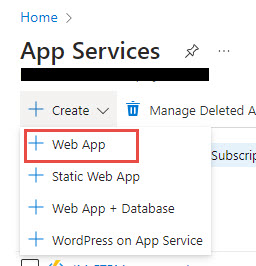 Home >
App Services
...
+ Create
Manage Deleted A
+ Web App
Subscrip
+ Static Web App
+ Web App + Database
+ WordPress on App Service